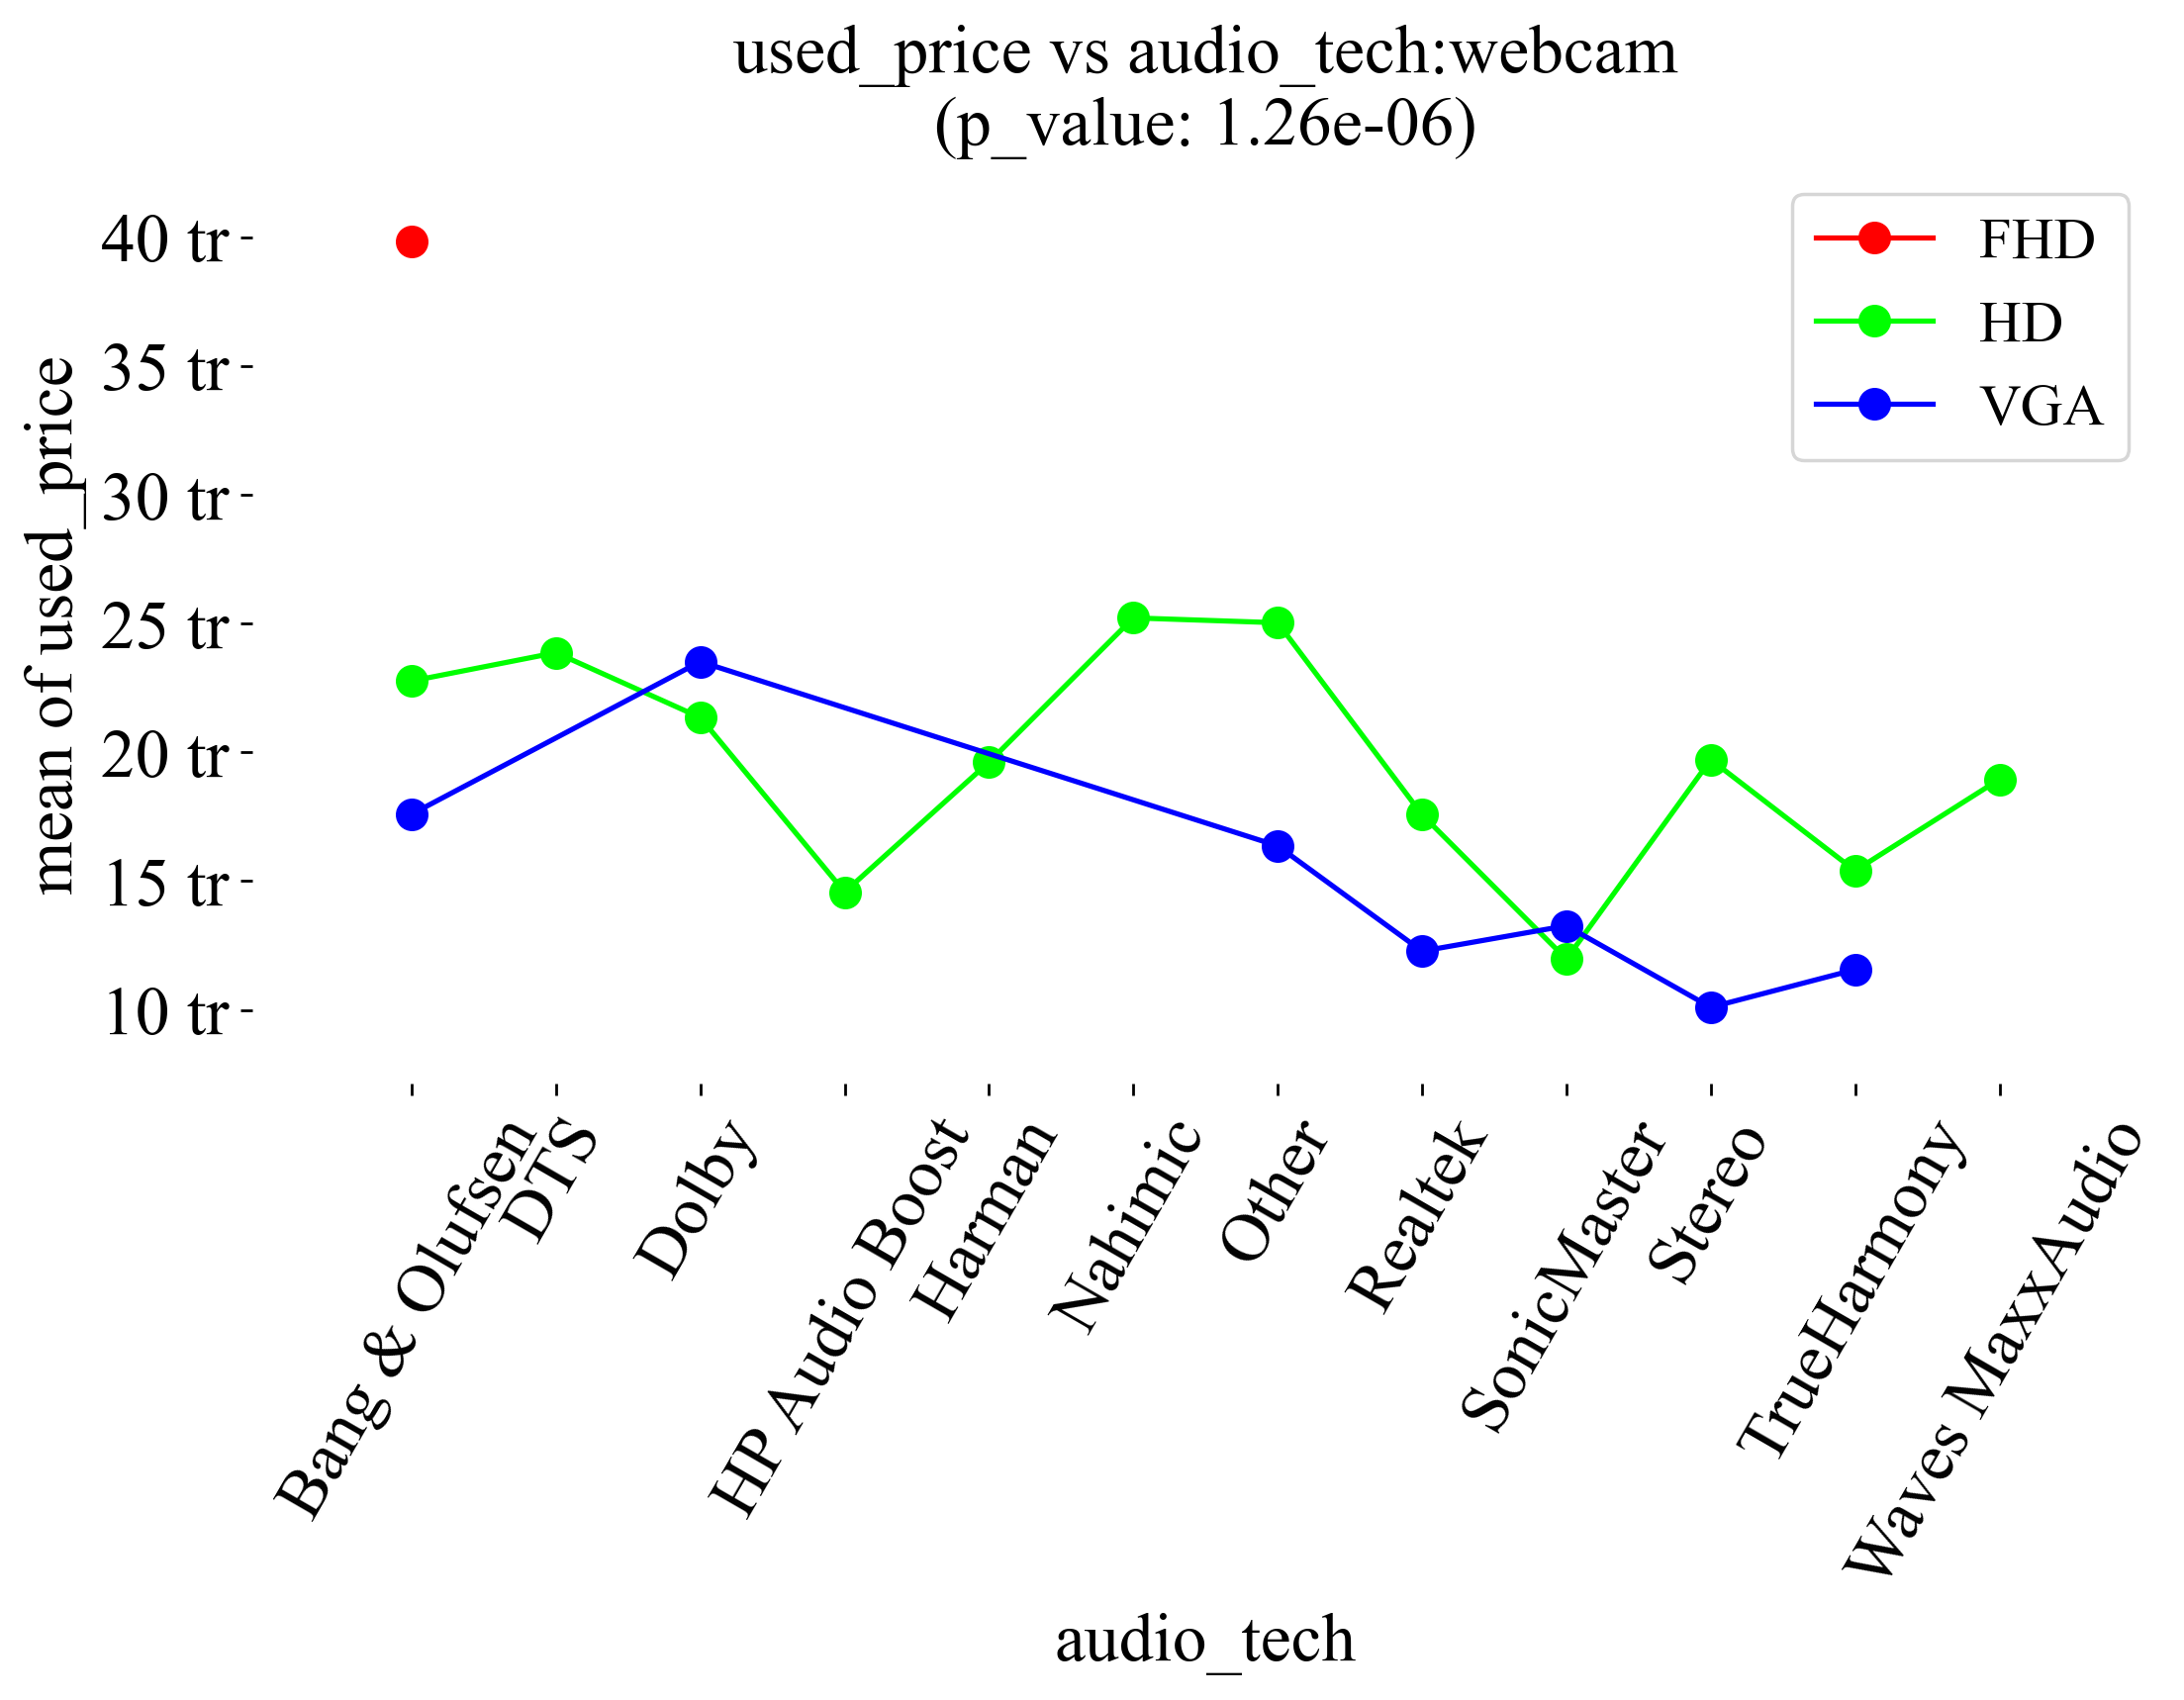 used_price vs audio_tech:webcam
(p_value: 1.26e-06)
FHD
HD
VGA
mean of used_price
40 tr
35 tr
30 tr
25 tr
20 tr
15 tr
10 tr
Bang & Olufsen
DTS
Dolby
HP Audio Boost
Harman
Nahimic
Other
Realtek
SonicMaster
Stereo
TrueHarmony
Waves MaxxAudio
audio_tech